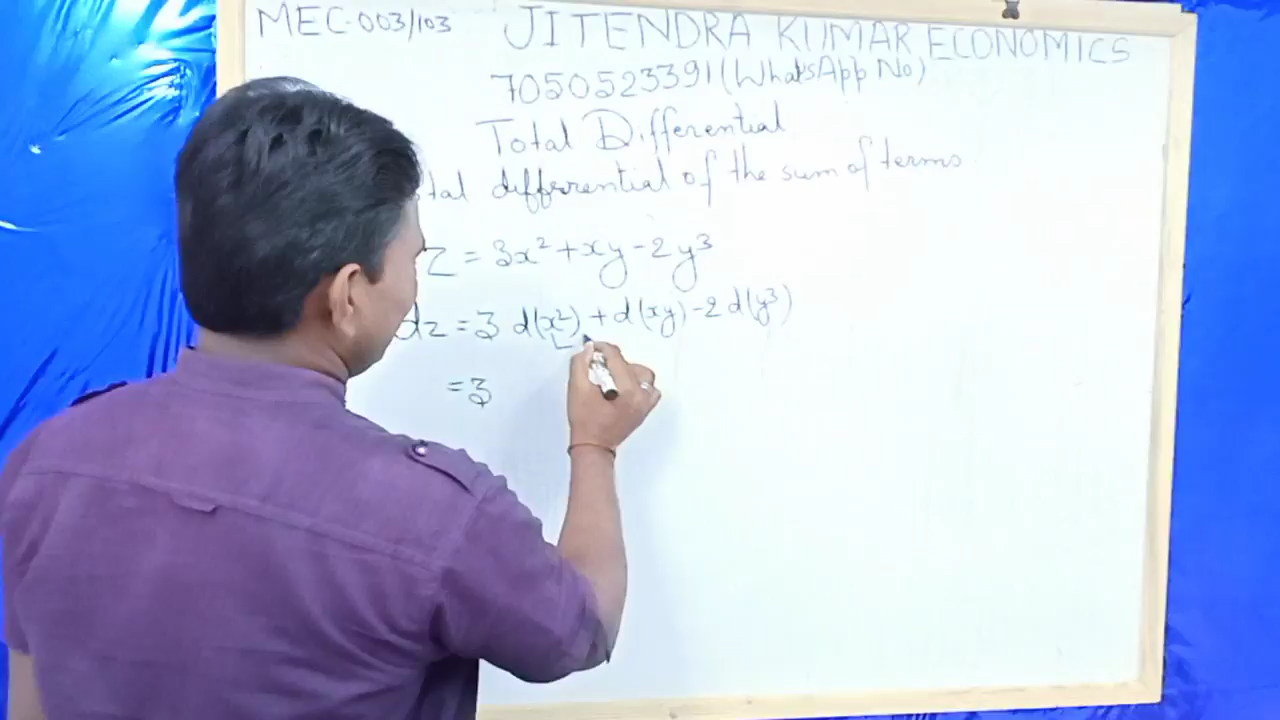 MEC-003/103 JITENDRA KUMAR ECONOMICS
7050523391 (WhatsApp No)
Total Differential
tal differential of the sum of terms
Z = 3x² + xy - 2y³
dz = 3 d(x²) + d(xy) - 2 d(y³)
= 3